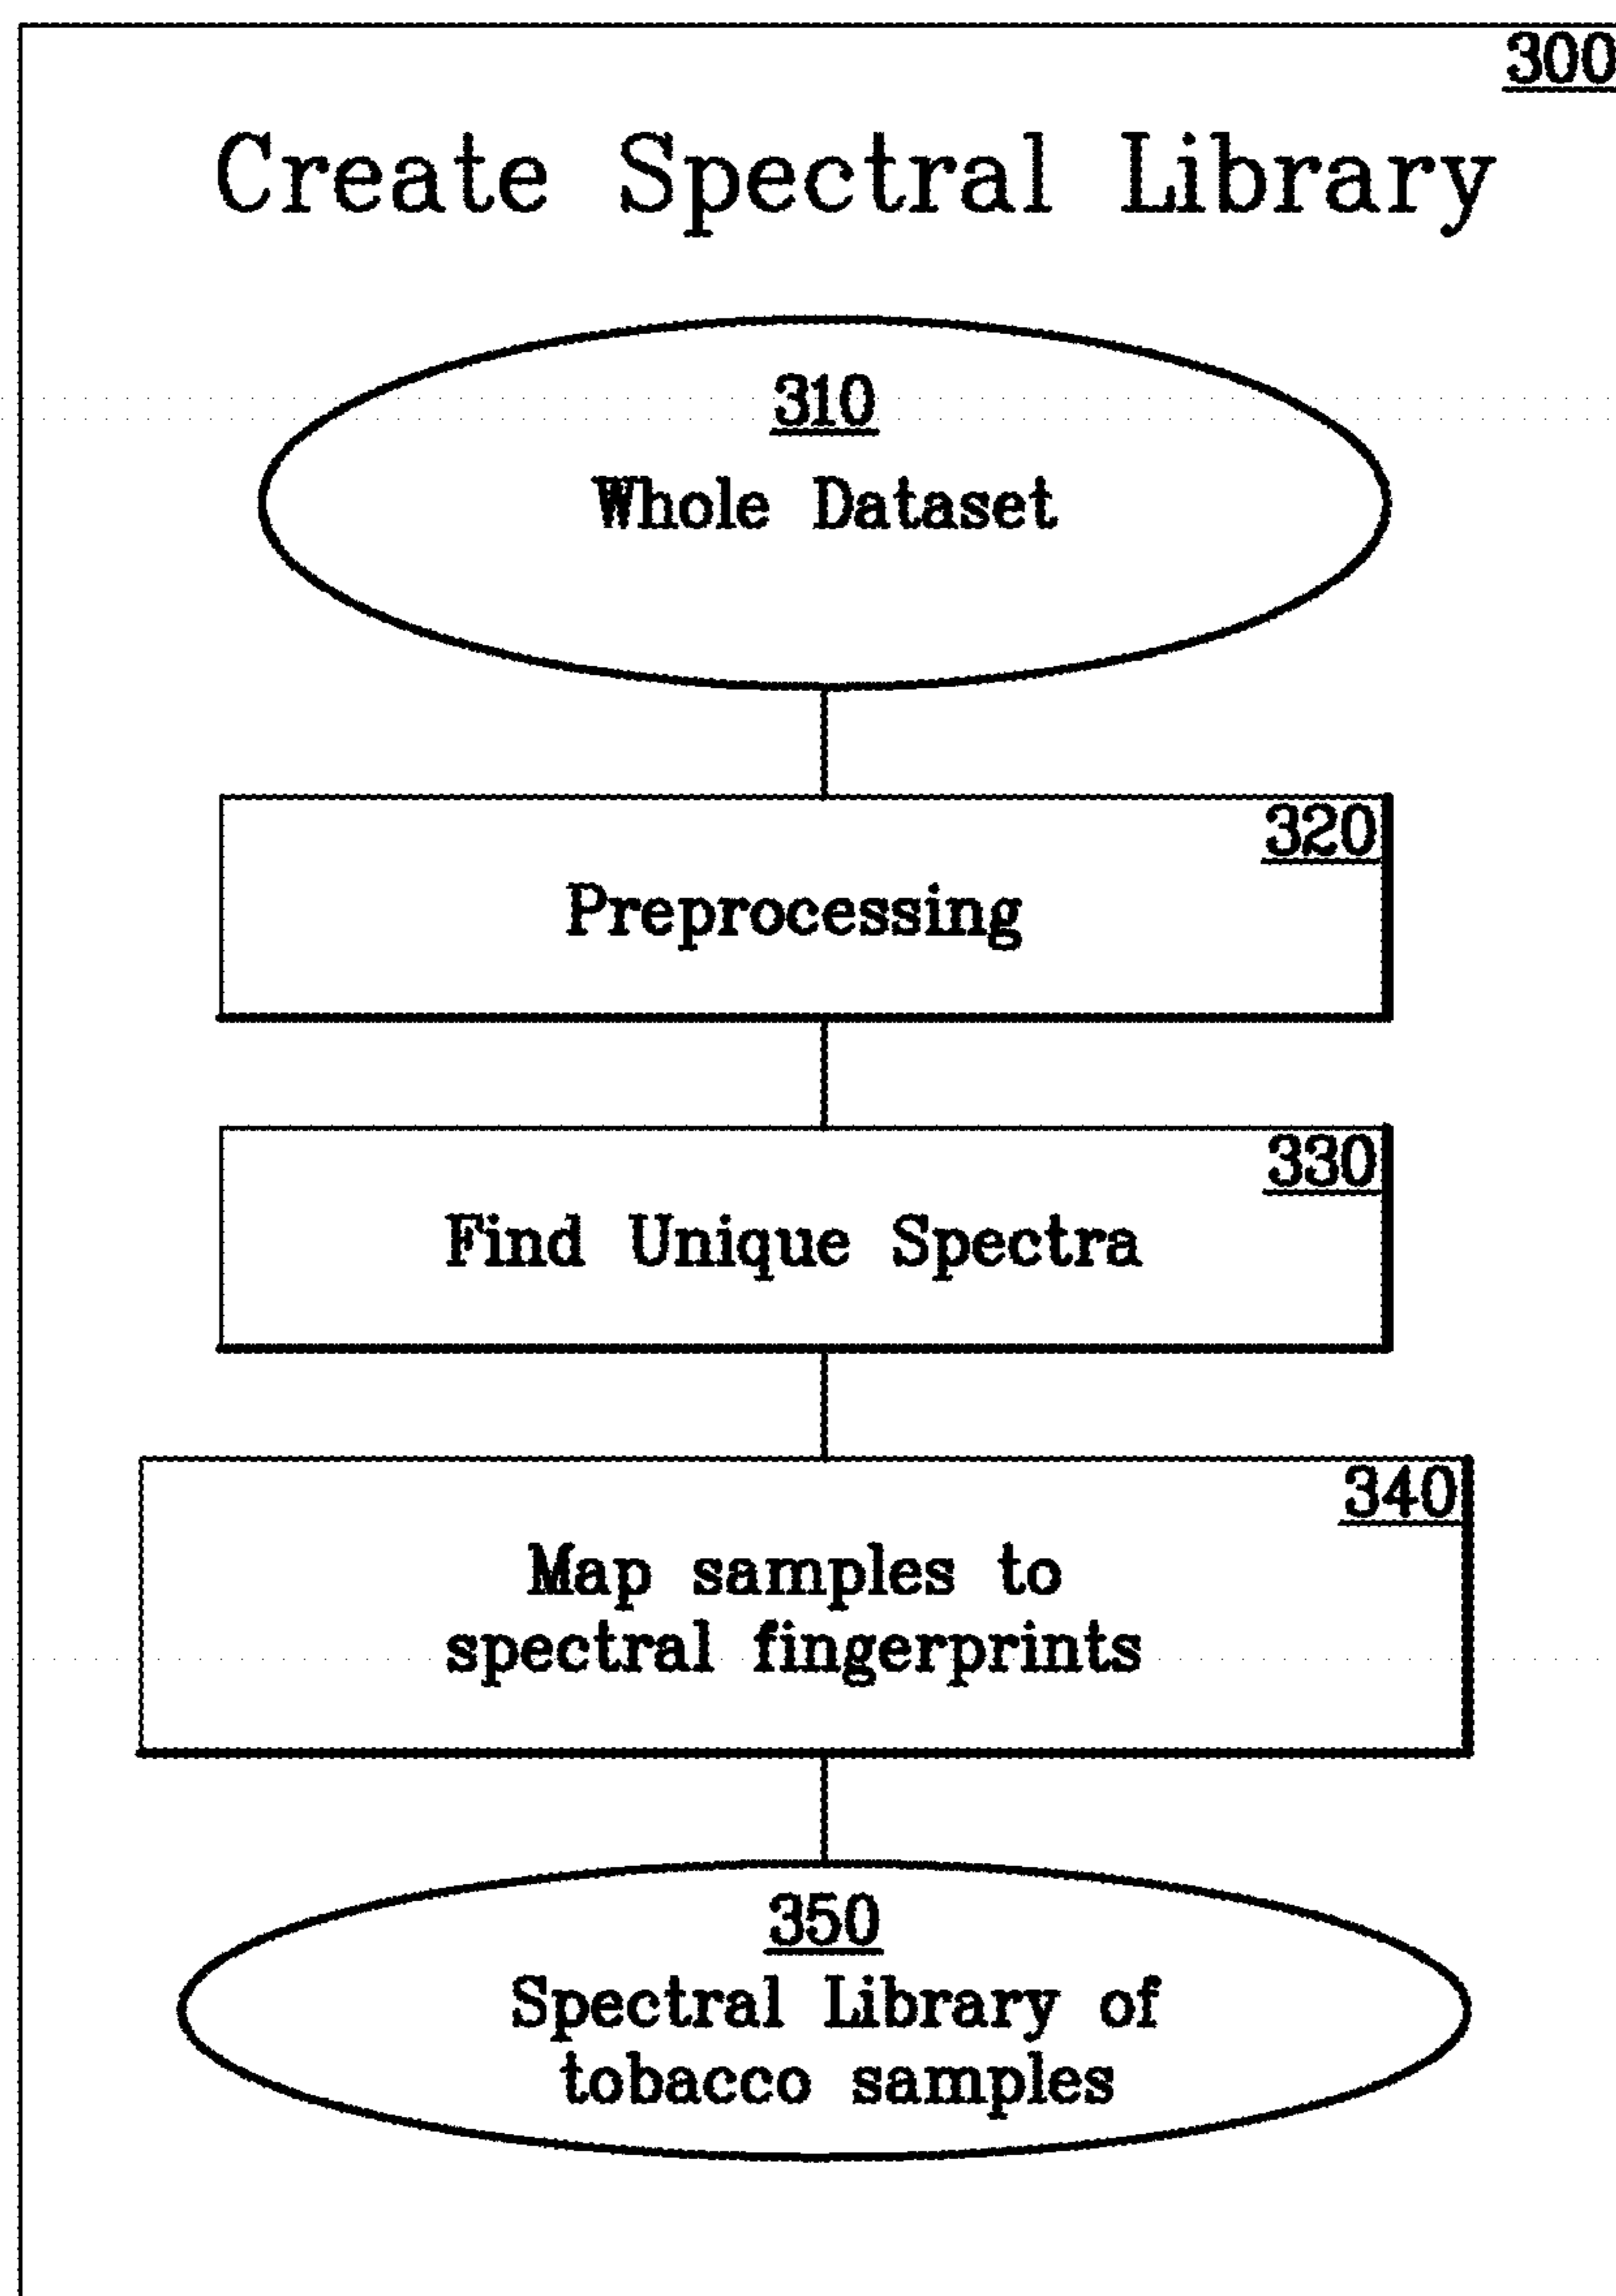 300
Create Spectral Library
310
Whole Dataset
320
Preprocessing
330
Find Unique Spectra
340
Map samples to
spectral fingerprints
350
Spectral Library of
tobacco samples